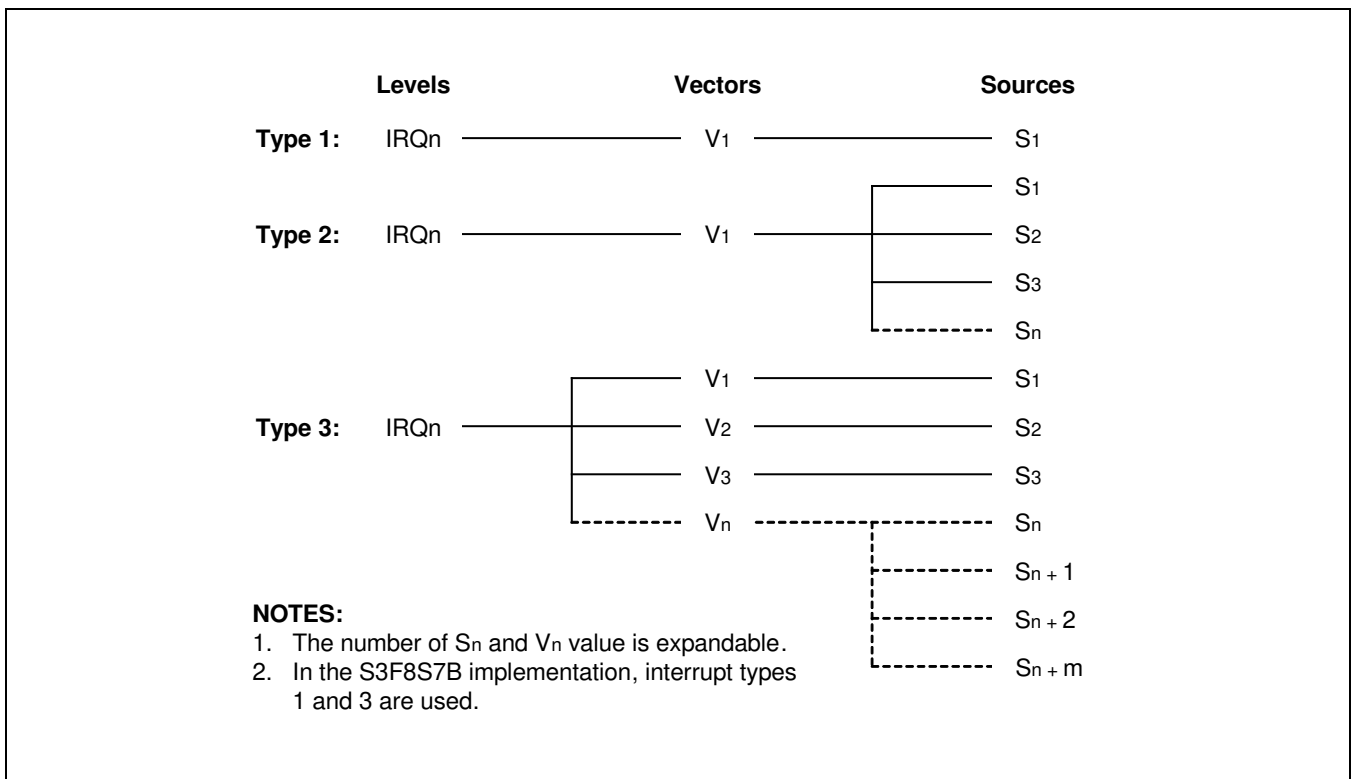 Levels Vectors Sources
Type 1: IRQn V1 S1
S1
Type 2: IRQn V1 S2
S3
Sn
V1 S1
Type 3: IRQn V2 S2
V3 S3
Vn Sn
Sn + 1
Sn + 2
Sn + m
NOTES:
1. The number of Sn and Vn value is expandable.
2. In the S3F8S7B implementation, interrupt types
1 and 3 are used.